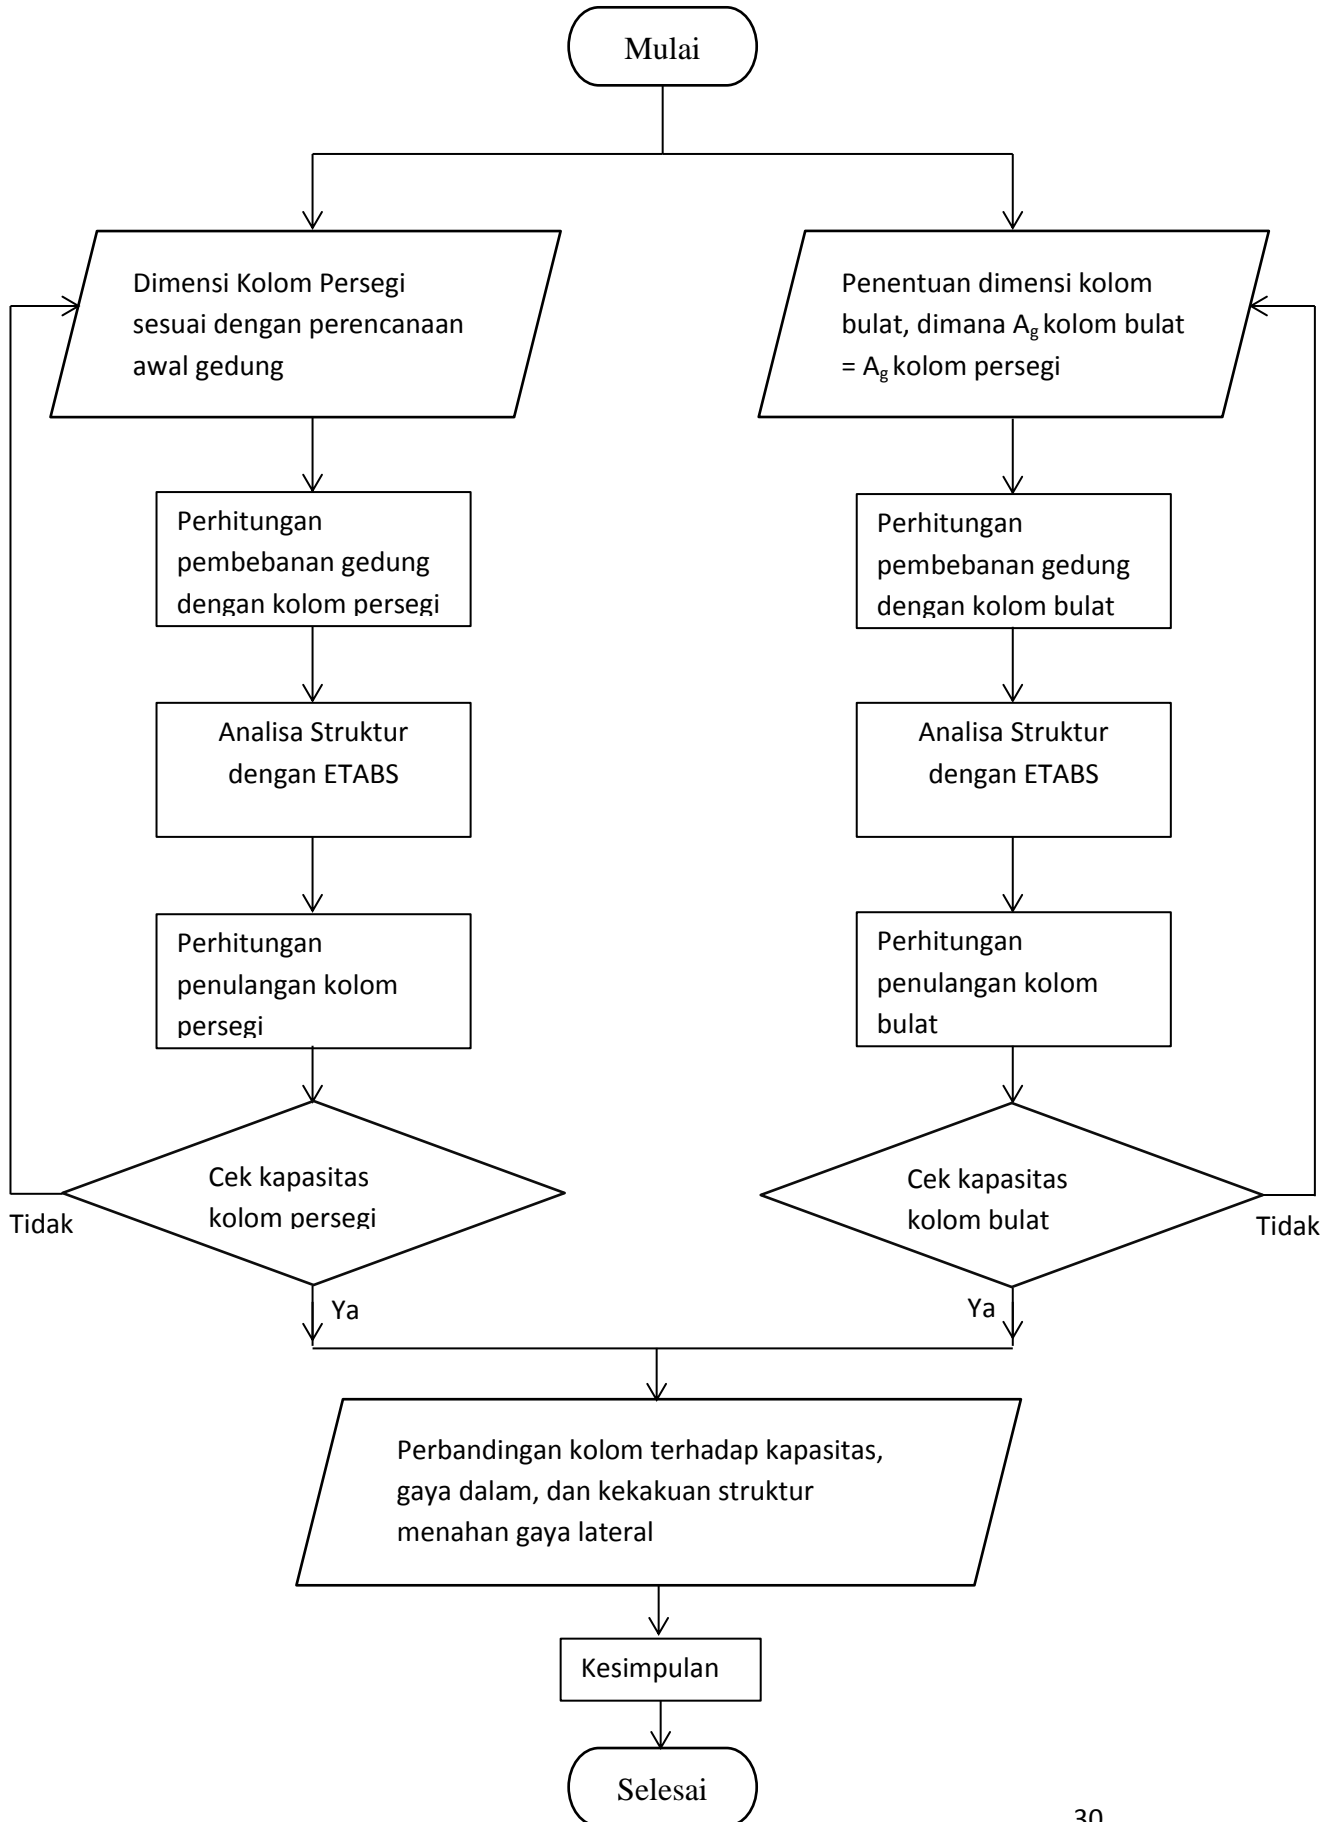 Mulai
Dimensi Kolom Persegi
sesuai dengan perencanaan
awal gedung
Perhitungan
pembebanan gedung
dengan kolom persegi
Analisa Struktur
dengan ETABS
Perhitungan
penulangan kolom
persegi
Cek kapasitas
kolom persegi
Tidak
Ya
Penentuan dimensi kolom
bulat, dimana Ag kolom bulat
= Ag kolom persegi
Perhitungan
pembebanan gedung
dengan kolom bulat
Analisa Struktur
dengan ETABS
Perhitungan
penulangan kolom
bulat
Cek kapasitas
kolom bulat
Tidak
Ya
Perbandingan kolom terhadap kapasitas,
gaya dalam, dan kekakuan struktur
menahan gaya lateral
Kesimpulan
Selesai
30